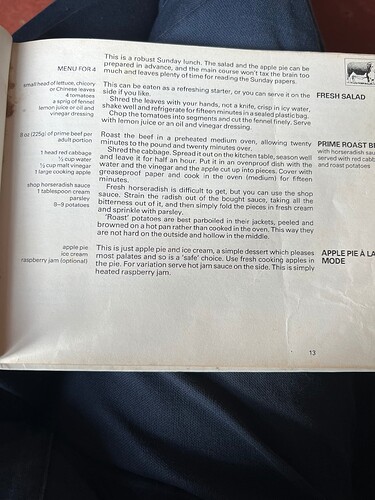 This is a robust Sunday lunch. The salad and the apple pie can be
MENU FOR 4 prepared in advance, and the main course won't tax the brain too
much and leaves plenty of time for reading the Sunday papers.
small head of lettuce, chicory
or Chinese leaves
4 tomatoes
a sprig of fennel
lemon juice or oil and
vinegar dressing
This can be eaten as a refreshing starter, or you can serve it on the
side if you like.
Shred the leaves with your hands, not a knife, crisp in icy water,
shake well and refrigerate for fifteen minutes in a sealed plastic bag.
Chop the tomatoes into segments and cut the fennel finely. Serve
with lemon juice or an oil and vinegar dressing.
FRESH SALAD
8 oz (225g) of prime beef per
adult portion
1 head red cabbage
½ cup water
½ cup malt vinegar
1 large cooking apple
shop horseradish sauce
1 tablespoon cream
parsley
8–9 potatoes
Roast the beef in a preheated medium oven, allowing twenty
minutes to the pound and twenty minutes over.
Shred the cabbage. Spread it out on the kitchen table, season well
and leave it for half an hour. Put it in an ovenproof dish with the
water and the vinegar and the apple cut up into pieces. Cover with
greaseproof paper and cook in the oven (medium) for fifteen
minutes.
Fresh horseradish is difficult to get, but you can use the shop
sauce. Strain the radish out of the bought sauce, taking all the
bitterness out of it, and then simply fold the pieces in fresh cream
and sprinkle with parsley.
'Roast' potatoes are best parboiled in their jackets, peeled and
browned on a hot pan rather than cooked in the oven. This way they
are not hard on the outside and hollow in the middle.
PRIME ROAST B
with horseradish sau
served with red cabb
and roast potatoes
apple pie
ice cream
raspberry jam (optional)
This is just apple pie and ice cream, a simple dessert which pleases
most palates and so is a 'safe' choice. Use fresh cooking apples in
the pie. For variation serve hot jam sauce on the side. This is simply
heated raspberry jam.
APPLE PIE À LA
MODE
13